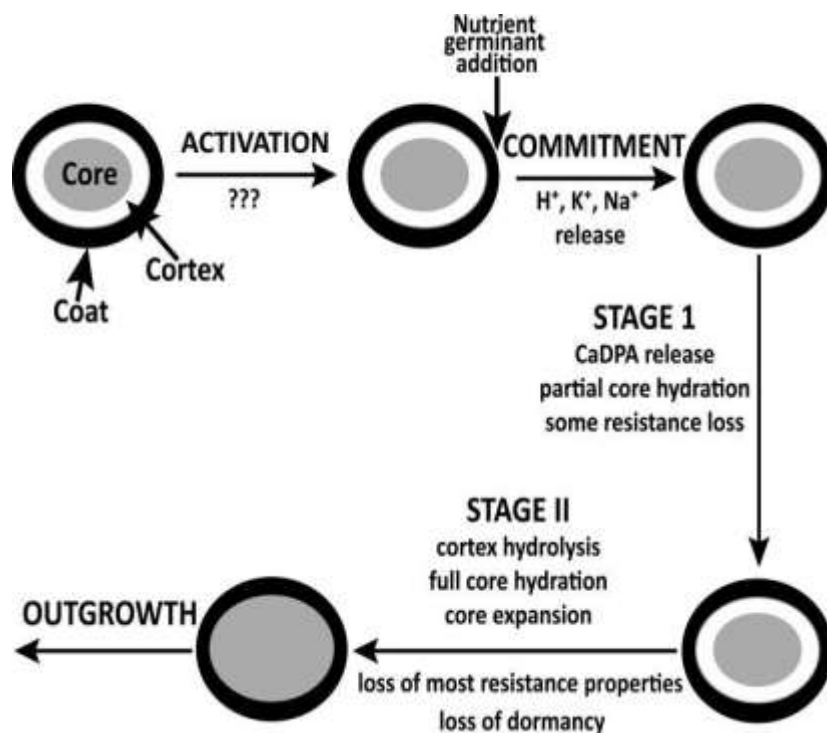 Nutrient
germinant
addition
ACTIVATION
???
COMMITMENT
H⁺, K⁺, Na⁺
release
Core
Cortex
Coat
STAGE 1
CaDPA release
partial core hydration
some resistance loss
STAGE II
cortex hydrolysis
full core hydration
core expansion
OUTGROWTH
loss of most resistance properties
loss of dormancy